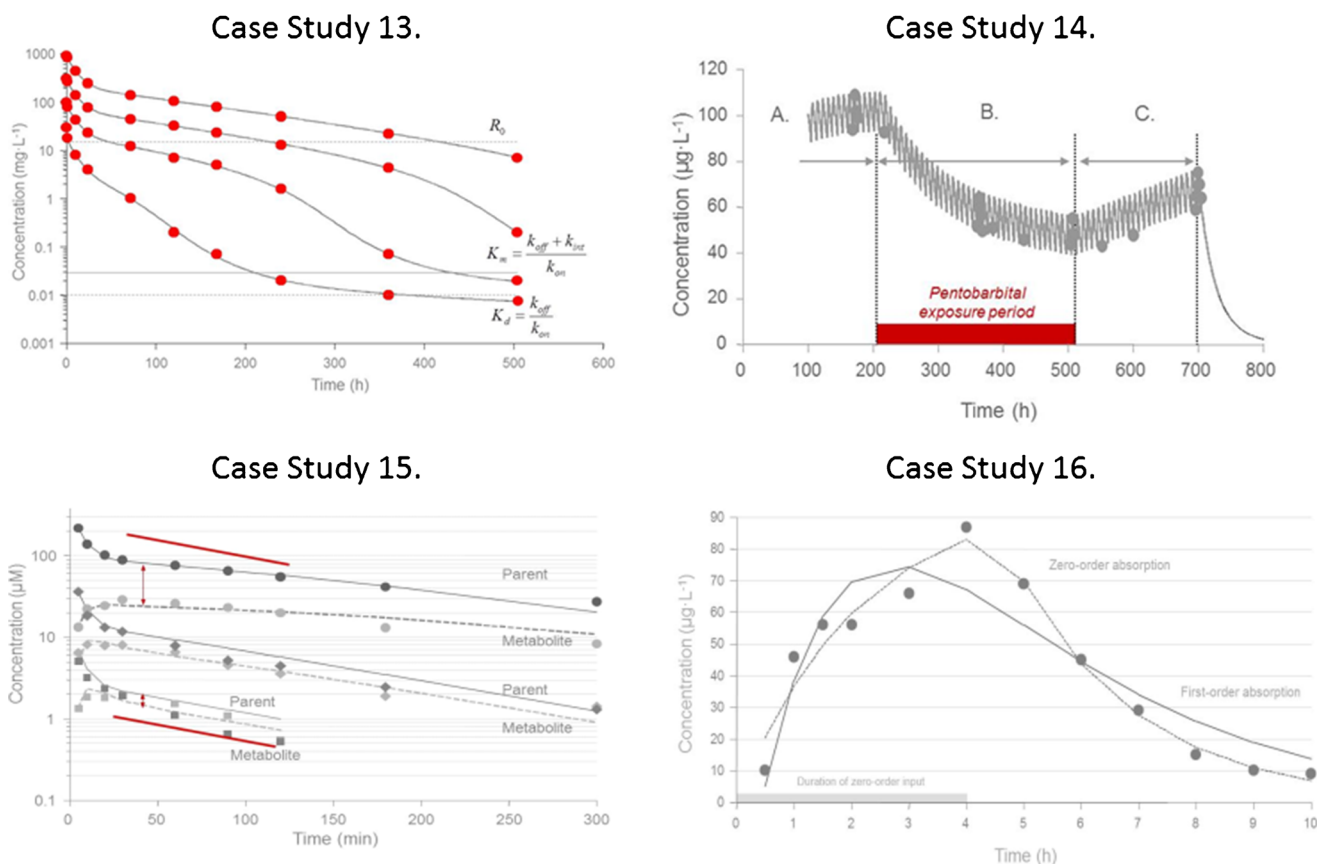 Case Study 13.
1000
100
10
1
0.1
0.01
0.001
Concentration (mg·L⁻¹)
R₀
Kₘ = (k_off + k_int) / k_on
K_d = k_off / k_on
0 100 200 300 400 500 600
Time (h)
Case Study 14.
120
100
80
60
40
20
0
Concentration (µg·L⁻¹)
A. B. C.
Pentobarbital
exposure period
0 100 200 300 400 500 600 700 800
Time (h)
Case Study 15.
100
10
1
0.1
Concentration (µM)
Parent
Metabolite
Parent
Metabolite
Parent
Metabolite
0 50 100 150 200 250 300
Time (min)
Case Study 16.
90
80
70
60
50
40
30
20
10
0
Concentration (µg·L⁻¹)
Zero-order absorption
First-order absorption
Duration of zero-order input
0 1 2 3 4 5 6 7 8 9 10
Time (h)